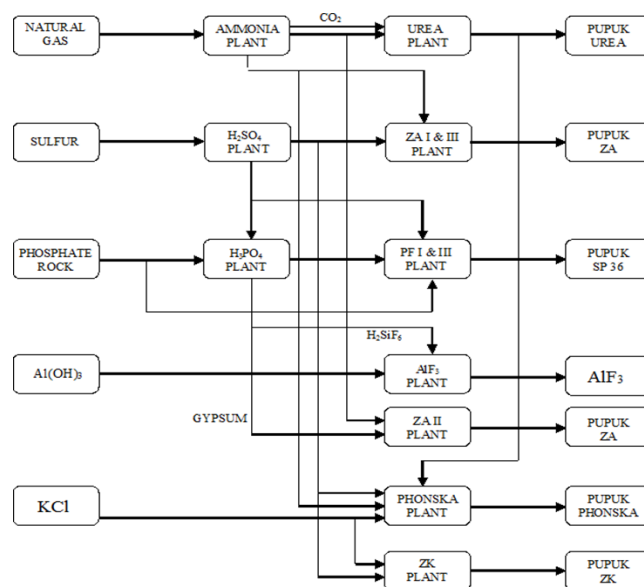 CO₂
NATURAL
GAS
AMMONIA
PLANT
UREA
PLANT
PUPUK
UREA
SULFUR
H₂SO₄
PLANT
ZA I & III
PLANT
PUPUK
ZA
PHOSPHATE
ROCK
H₃PO₄
PLANT
PF I & III
PLANT
PUPUK
SP 36
H₂SiF₆
Al(OH)₃
AlF₃
PLANT
AlF₃
GYPSUM
ZA II
PLANT
PUPUK
ZA
KCl
PHONSKA
PLANT
PUPUK
PHONSKA
ZK
PLANT
PUPUK
ZK